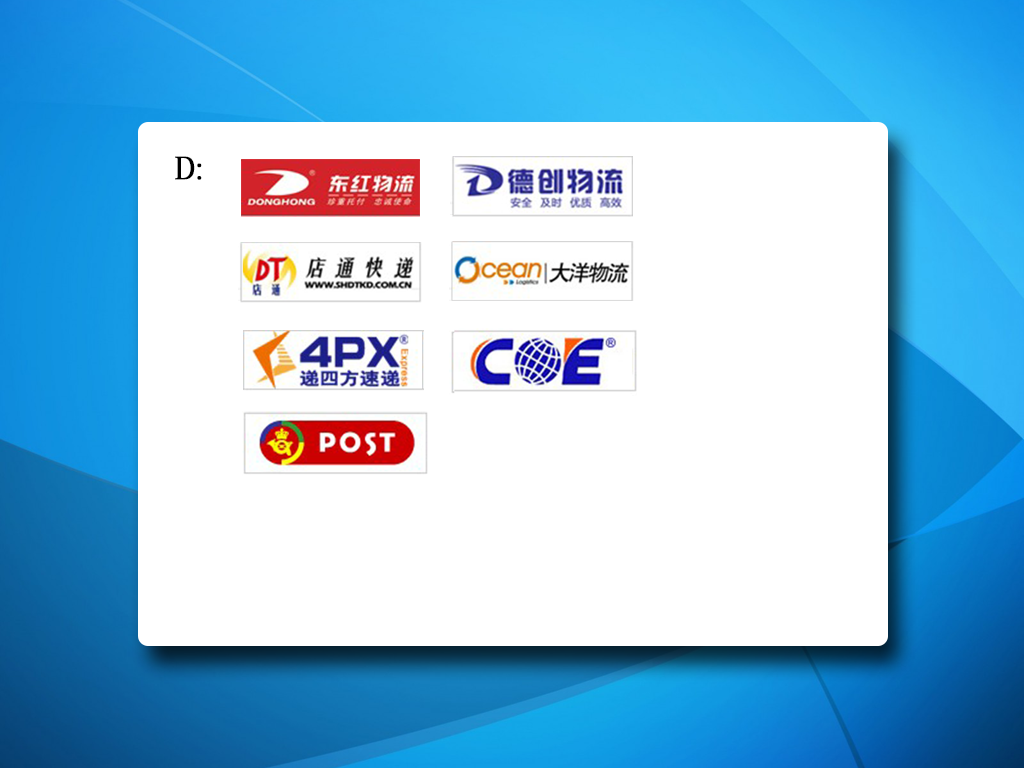 D:
DONGHONG ® 东红物流
珍重托付 忠诚使命
德创物流
安全 及时 优质 高效
DT 店通
店通快递
WWW.SHDTKD.COM.CN
Ocean Logistics 大洋物流
4PX ® Express
递四方速递
COE ®
POST